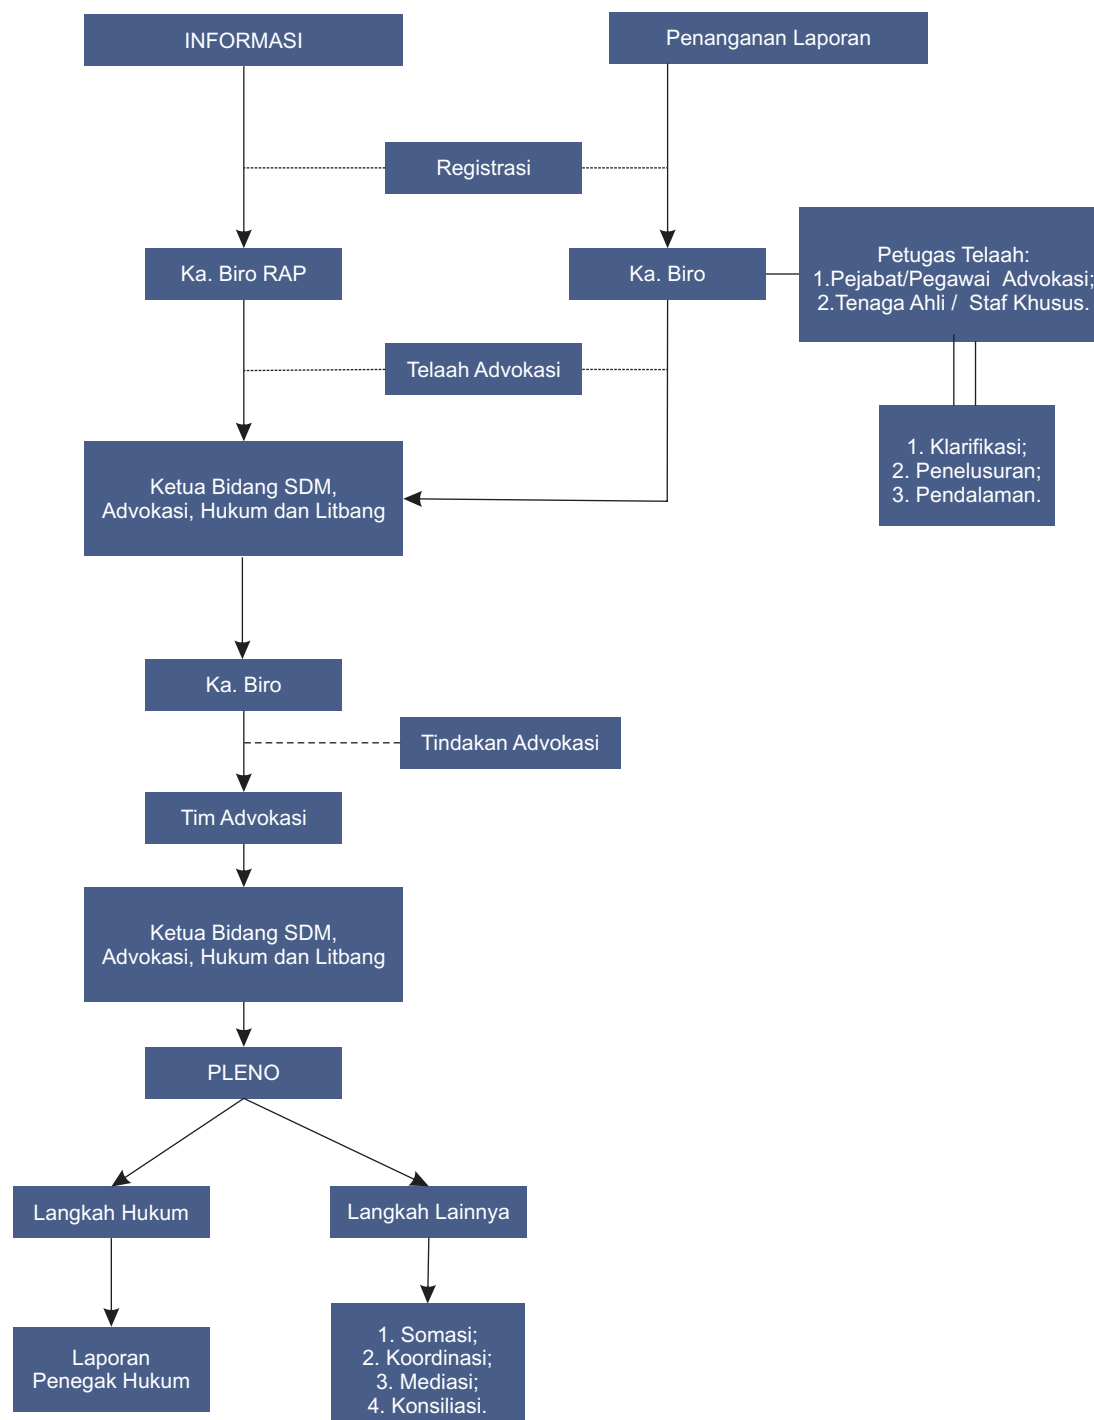 INFORMASI
Penanganan Laporan
Registrasi
Ka. Biro RAP
Ka. Biro
Petugas Telaah:
1.Pejabat/Pegawai Advokasi;
2.Tenaga Ahli / Staf Khusus.
Telaah Advokasi
1. Klarifikasi;
2. Penelusuran;
3. Pendalaman.
Ketua Bidang SDM,
Advokasi, Hukum dan Litbang
Ka. Biro
Tindakan Advokasi
Tim Advokasi
Ketua Bidang SDM,
Advokasi, Hukum dan Litbang
PLENO
Langkah Hukum
Langkah Lainnya
Laporan
Penegak Hukum
1. Somasi;
2. Koordinasi;
3. Mediasi;
4. Konsiliasi.